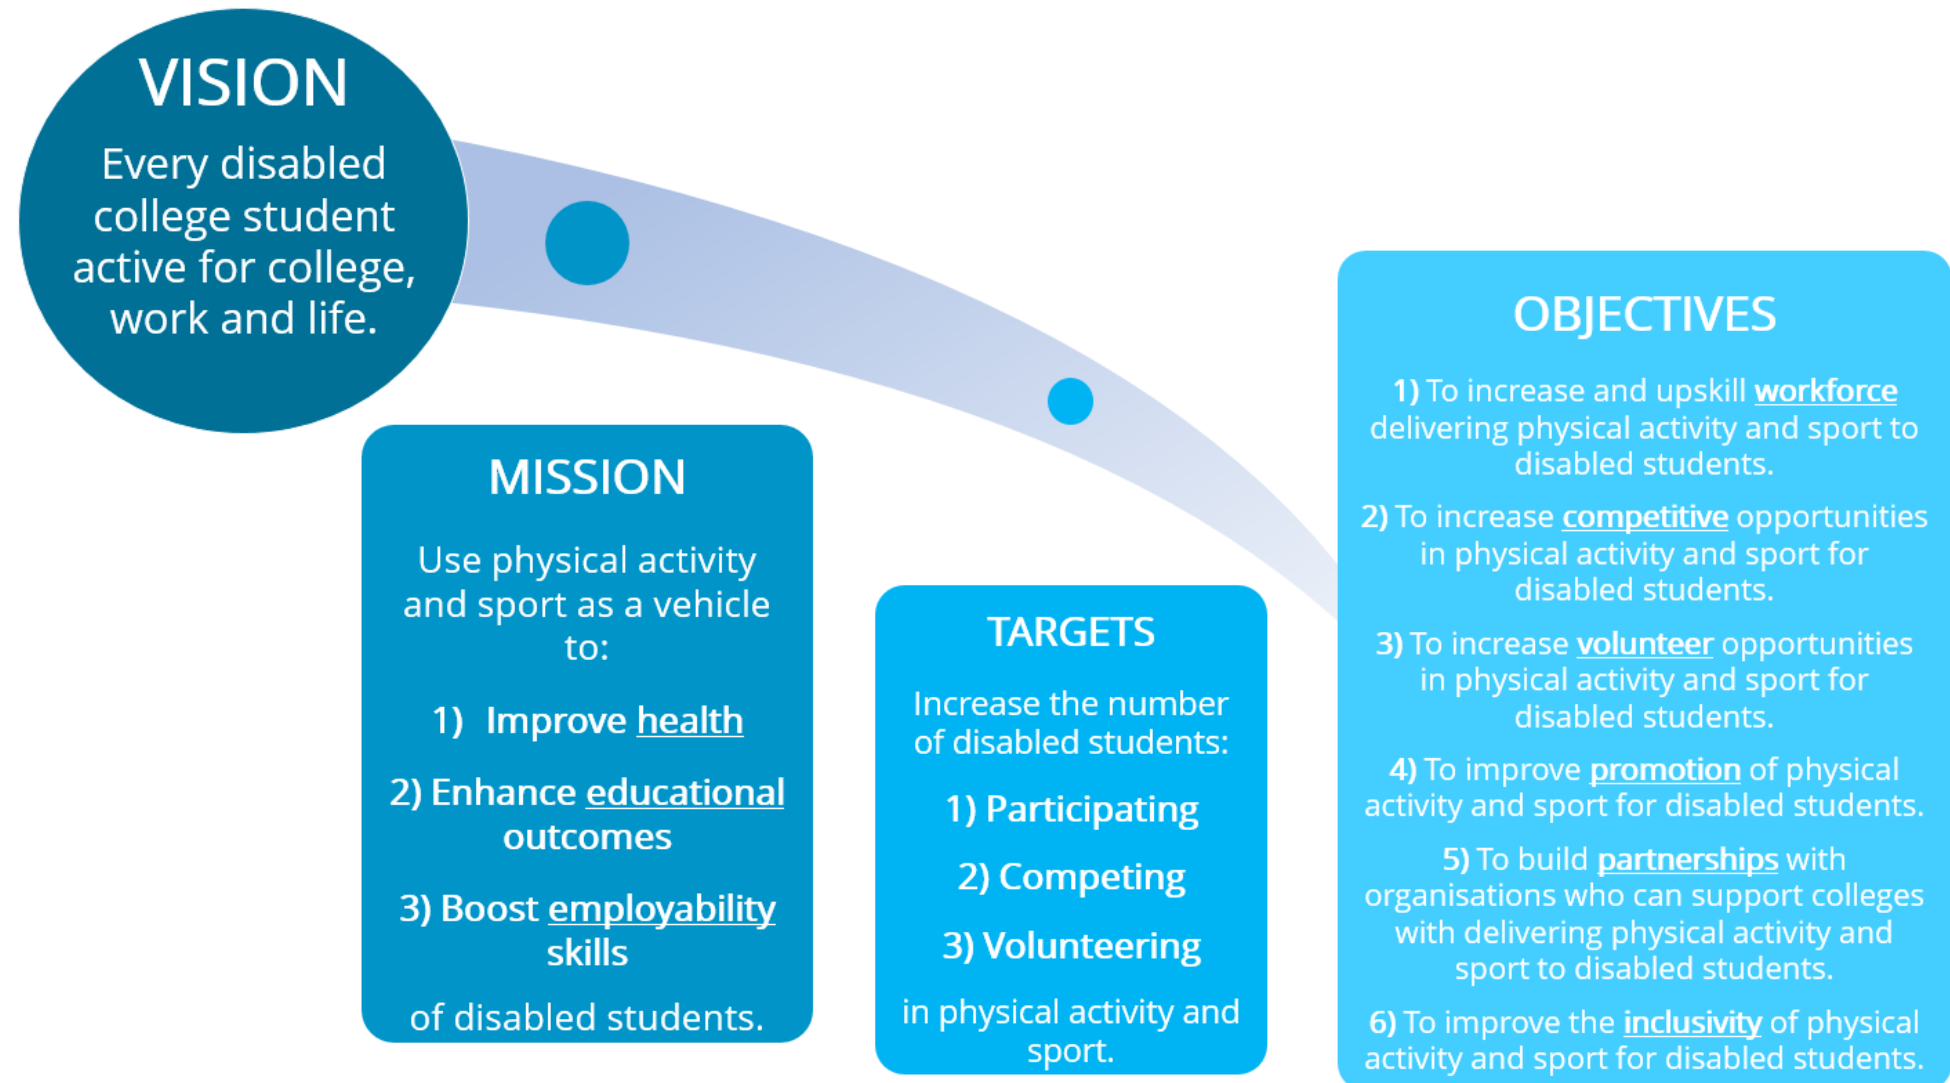 VISION
Every disabled
college student
active for college,
work and life.
MISSION
Use physical activity
and sport as a vehicle
to:
1) Improve health
2) Enhance educational
outcomes
3) Boost employability
skills
of disabled students.
TARGETS
Increase the number
of disabled students:
1) Participating
2) Competing
3) Volunteering
in physical activity and
sport.
OBJECTIVES
1) To increase and upskill workforce
delivering physical activity and sport to
disabled students.
2) To increase competitive opportunities
in physical activity and sport for
disabled students.
3) To increase volunteer opportunities
in physical activity and sport for
disabled students.
4) To improve promotion of physical
activity and sport for disabled students.
5) To build partnerships with
organisations who can support colleges
with delivering physical activity and
sport to disabled students.
6) To improve the inclusivity of physical
activity and sport for disabled students.